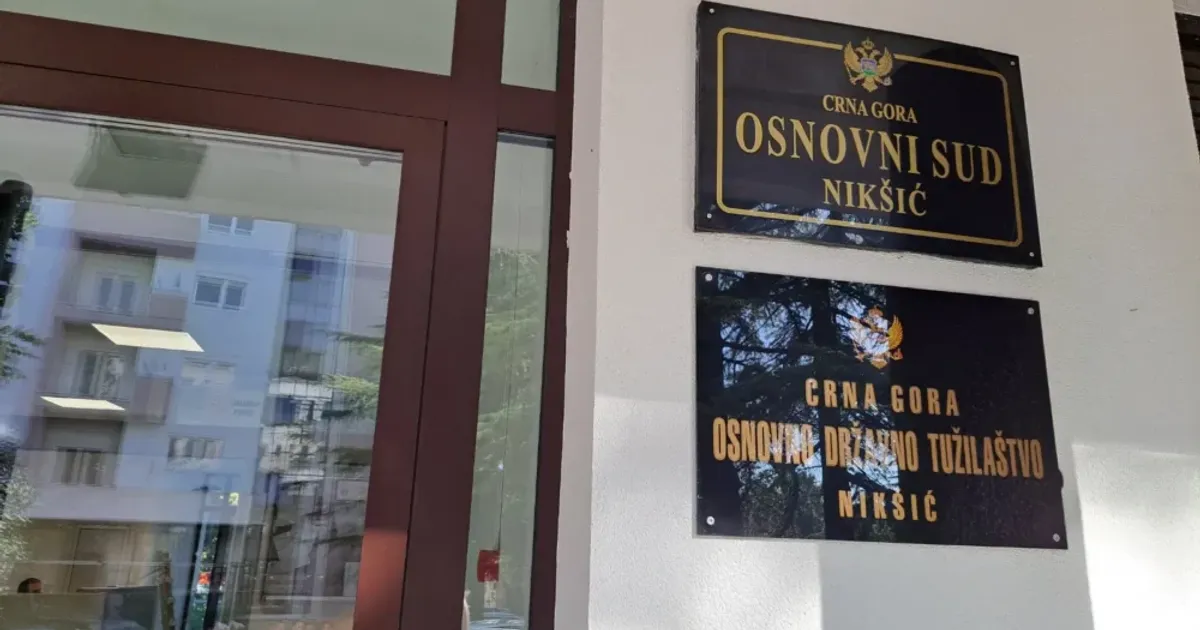 CRNA GORA
OSNOVNI SUD
NIKŠIĆ
CRNA GORA
OSNOVNO DRŽAVNO TUŽILAŠTVO
NIKŠIĆ